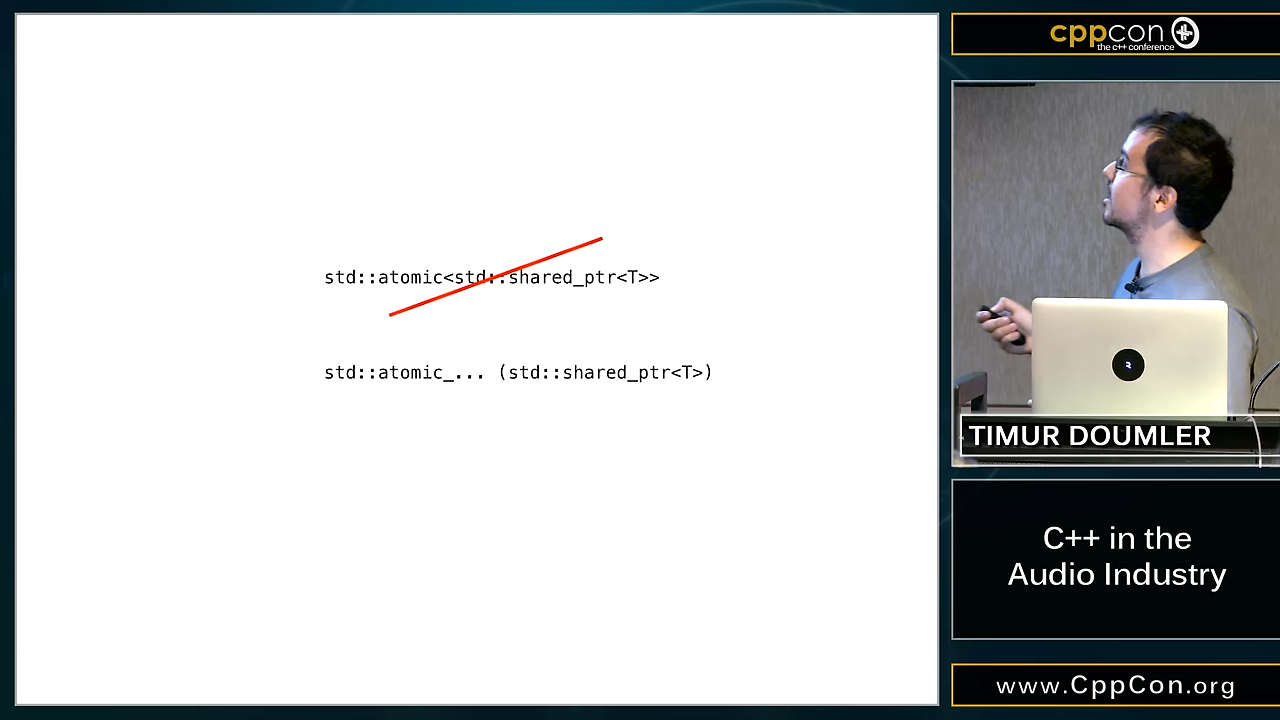 std::atomic<std::shared_ptr<T>>
std::atomic_... (std::shared_ptr<T>)
cppcon
the c++ conference
TIMUR DOUMLER
C++ in the
Audio Industry
www.CppCon.org